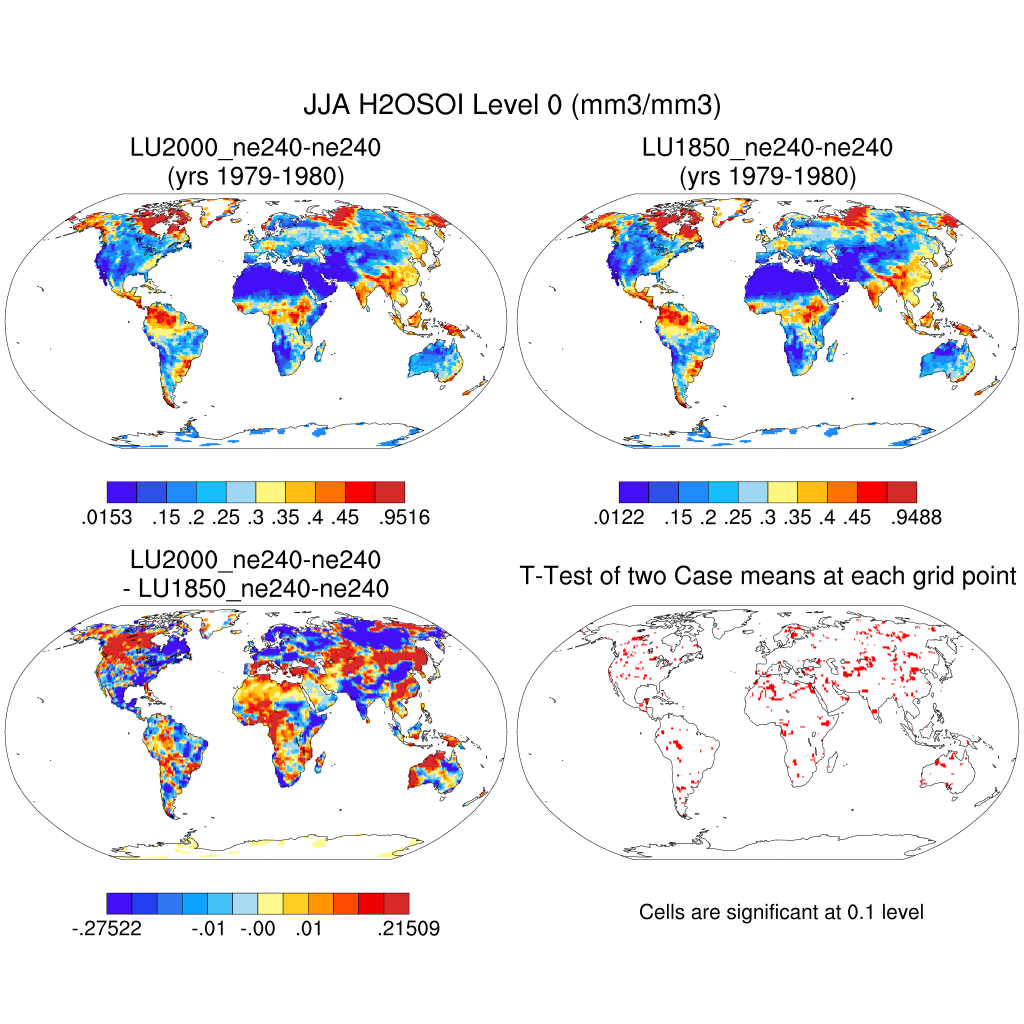 JJA H2OSOI Level 0 (mm3/mm3)
LU2000_ne240-ne240
(yrs 1979-1980)
LU1850_ne240-ne240
(yrs 1979-1980)
.0153 .15 .2 .25 .3 .35 .4 .45 .9516
.0122 .15 .2 .25 .3 .35 .4 .45 .9488
LU2000_ne240-ne240
- LU1850_ne240-ne240
T-Test of two Case means at each grid point
-.27522 -.01 -.00 .01 .21509
Cells are significant at 0.1 level